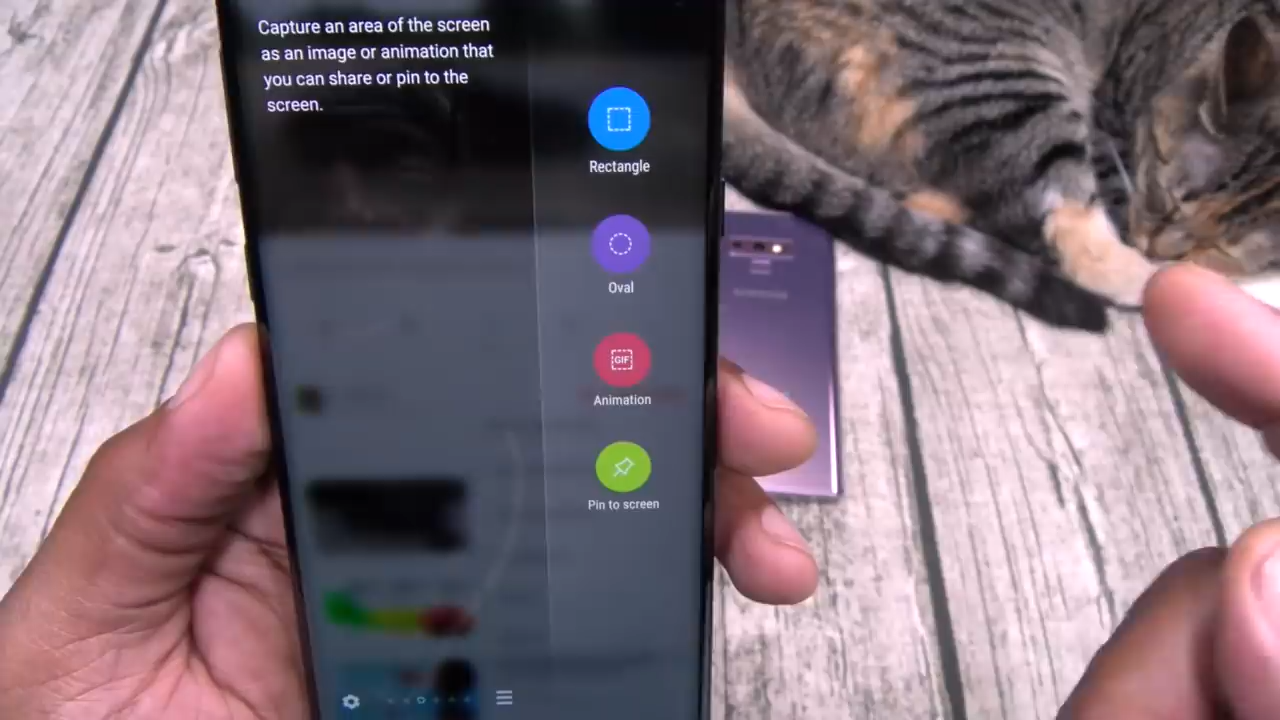 Capture an area of the screen
as an image or animation that
you can share or pin to the
screen.
Rectangle
Oval
GIF
Animation
Pin to screen